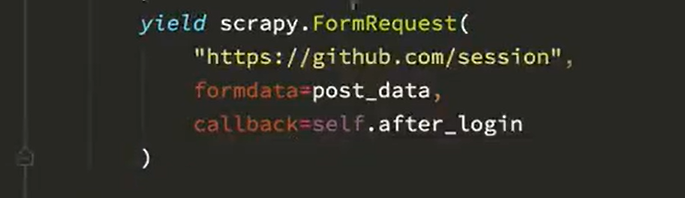 yield scrapy.FormRequest(
"https://github.com/session",
formdata=post_data,
callback=self.after_login
)